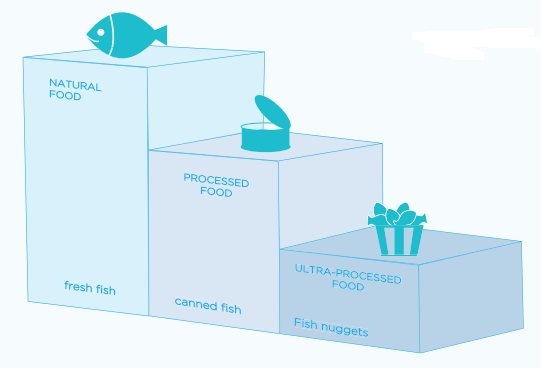 NATURAL
FOOD
fresh fish
PROCESSED
FOOD
canned fish
ULTRA-PROCESSED
FOOD
Fish nuggets